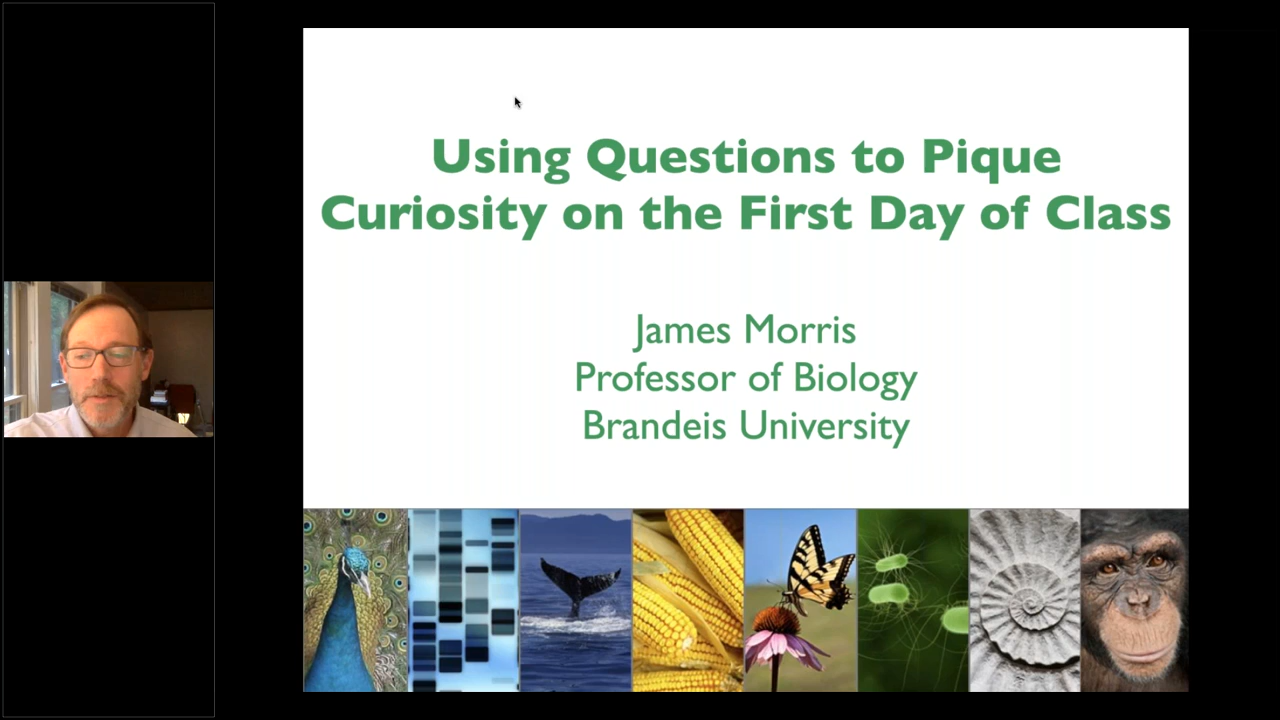 Using Questions to Pique
Curiosity on the First Day of Class
James Morris
Professor of Biology
Brandeis University